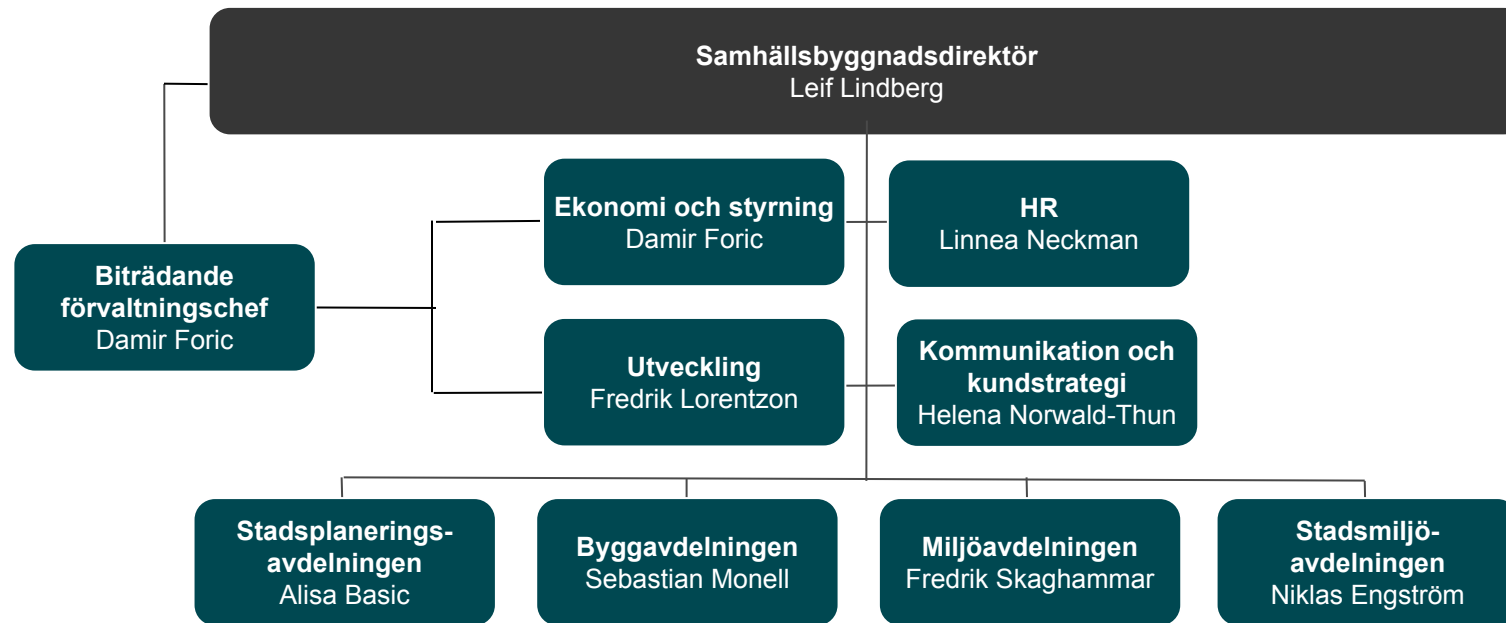 Samhällsbyggnadsdirektör
Leif Lindberg
Ekonomi och styrning
Damir Foric
HR
Linnea Neckman
Biträdande
förvaltningschef
Damir Foric
Utveckling
Fredrik Lorentzon
Kommunikation och
kundstrategi
Helena Norwald-Thun
Stadsplanerings-
avdelningen
Alisa Basic
Byggavdelningen
Sebastian Monell
Miljöavdelningen
Fredrik Skaghammar
Stadsmiljö-
avdelningen
Niklas Engström